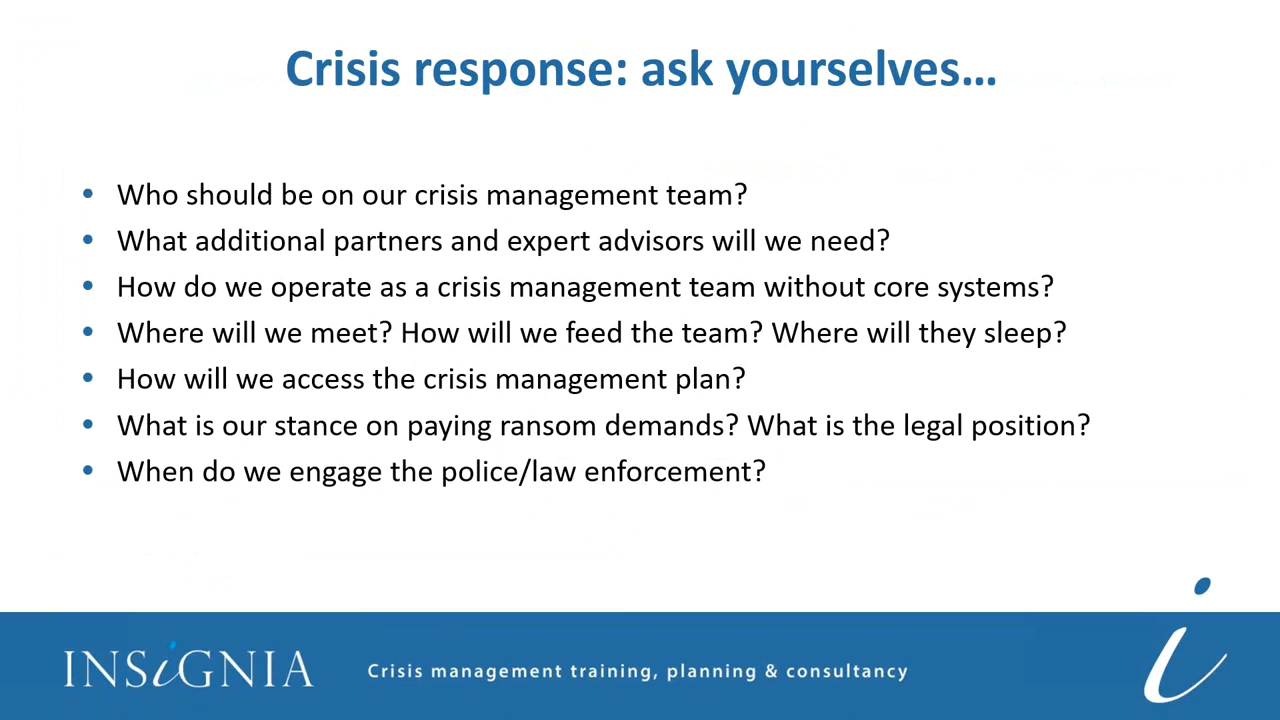 Crisis response: ask yourselves…
• Who should be on our crisis management team?
• What additional partners and expert advisors will we need?
• How do we operate as a crisis management team without core systems?
• Where will we meet? How will we feed the team? Where will they sleep?
• How will we access the crisis management plan?
• What is our stance on paying ransom demands? What is the legal position?
• When do we engage the police/law enforcement?
INSiGNIA
Crisis management training, planning & consultancy
i